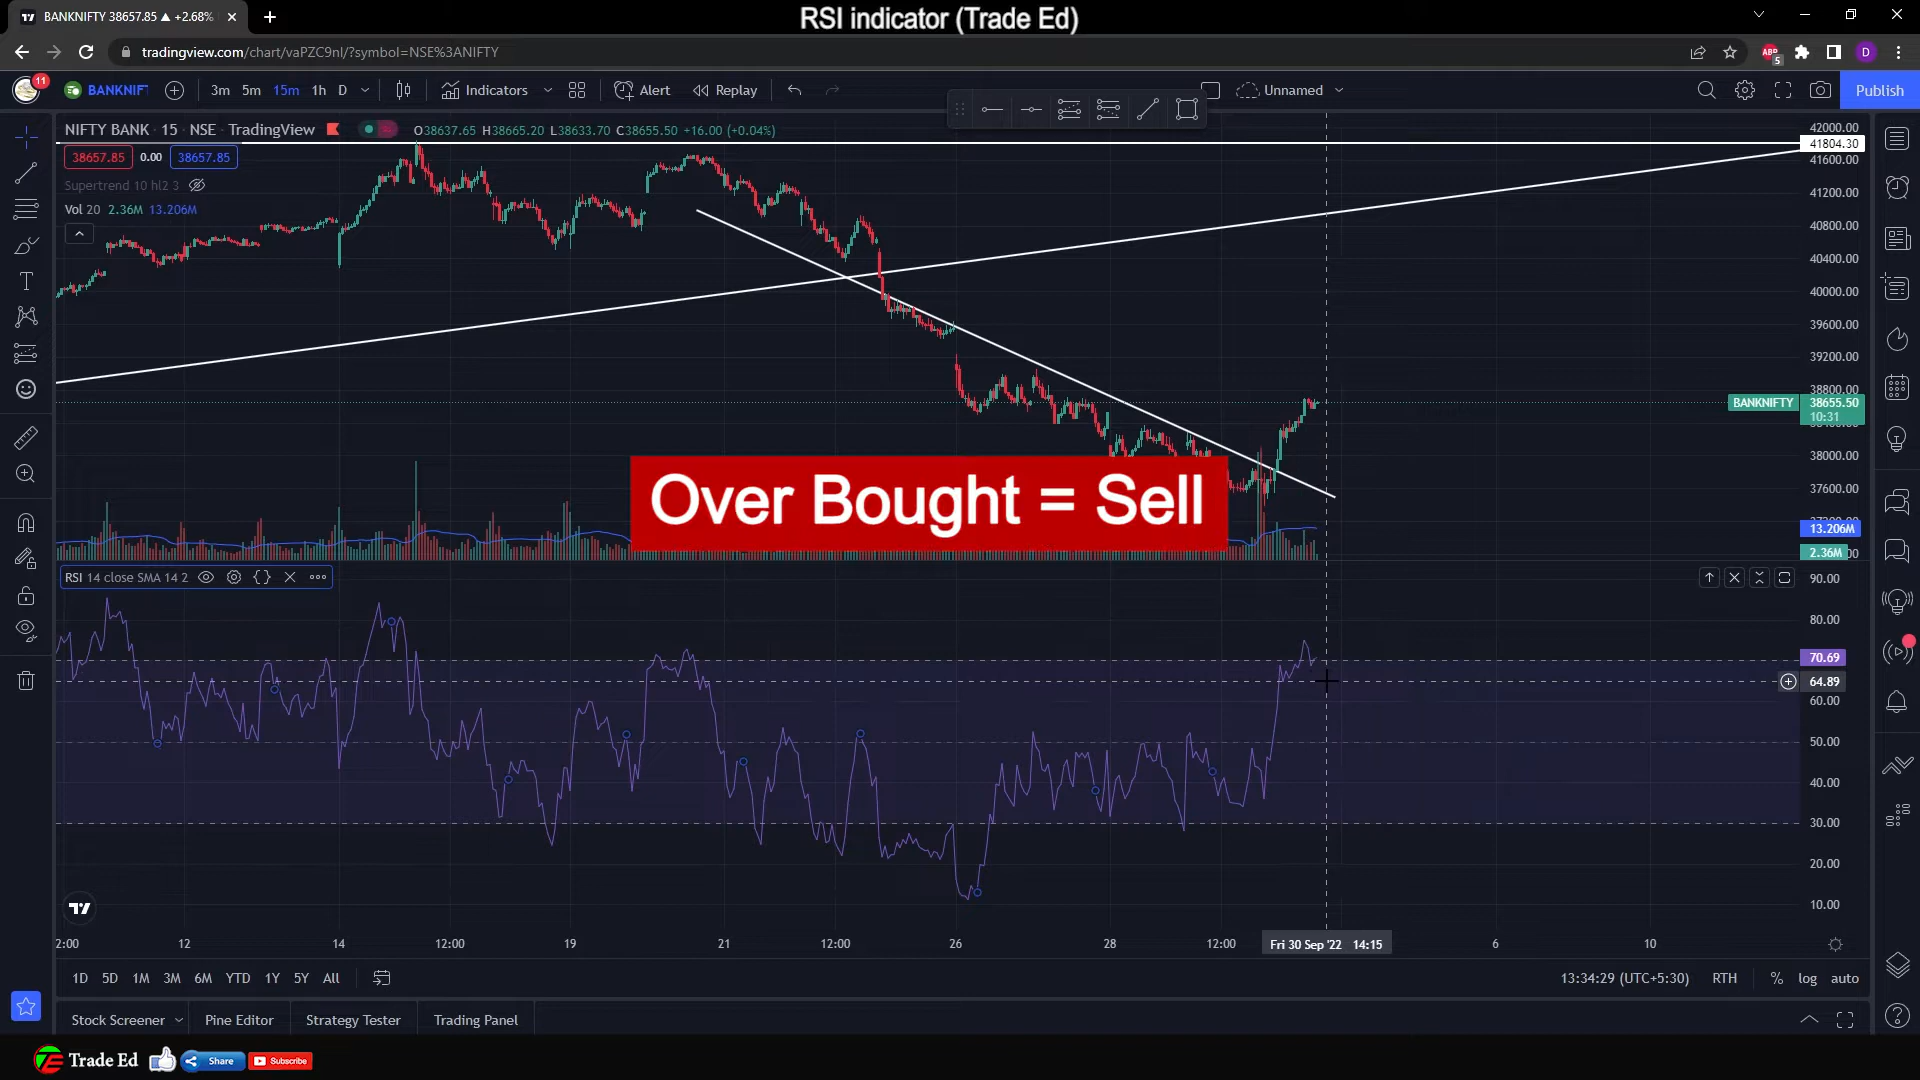 RSI indicator (Trade Ed)
BANKNIFTY 38657.85 ▲ +2.68%
tradingview.com/chart/vaPZC9nl/?symbol=NSE%3ANIFTY
ABP 5
D
11
BANKNIFT
3m 5m 15m 1h D
Indicators
Alert
Replay
Unnamed
Publish
NIFTY BANK · 15 · NSE · TradingView
O38637.65 H38665.20 L38633.70 C38655.50 +16.00 (+0.04%)
38657.85 0.00 38657.85
Supertrend 10 hl2 3
Vol 20 2.36M 13.206M
42000.00
41804.30
41600.00
41200.00
40800.00
40400.00
40000.00
39600.00
39200.00
38800.00
BANKNIFTY 38655.50
10:31
38000.00
37600.00
13.206M
2.36M
Over Bought = Sell
RSI 14 close SMA 14 2
90.00
80.00
70.69
64.89
60.00
50.00
40.00
30.00
20.00
10.00
2:00 12 14 12:00 19 21 12:00 26 28 12:00 Fri 30 Sep '22 14:15 6 10
1D 5D 1M 3M 6M YTD 1Y 5Y All
13:34:29 (UTC+5:30) RTH % log auto
Stock Screener Pine Editor Strategy Tester Trading Panel
Trade Ed Share Subscribe